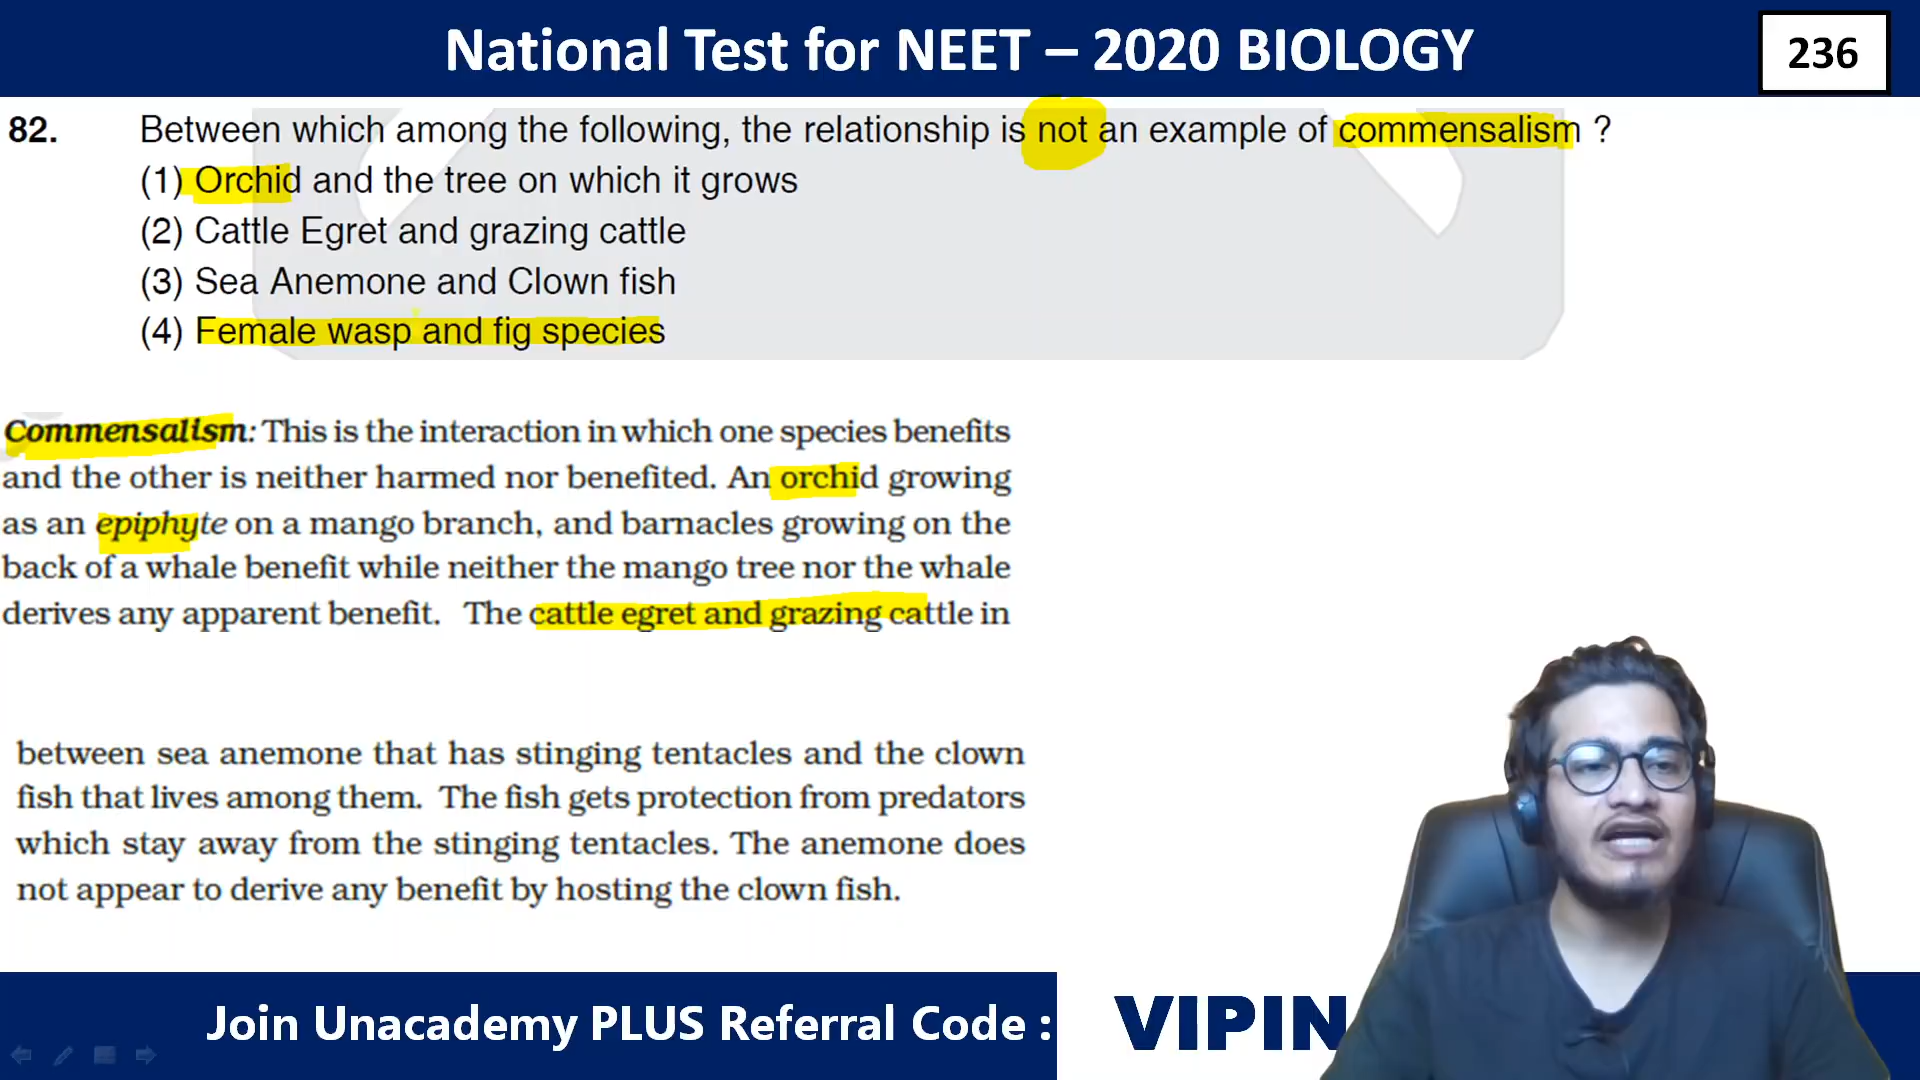 National Test for NEET – 2020 BIOLOGY
236
82. Between which among the following, the relationship is not an example of commensalism ?
(1) Orchid and the tree on which it grows
(2) Cattle Egret and grazing cattle
(3) Sea Anemone and Clown fish
(4) Female wasp and fig species
Commensalism: This is the interaction in which one species benefits
and the other is neither harmed nor benefited. An orchid growing
as an epiphyte on a mango branch, and barnacles growing on the
back of a whale benefit while neither the mango tree nor the whale
derives any apparent benefit. The cattle egret and grazing cattle in
between sea anemone that has stinging tentacles and the clown
fish that lives among them. The fish gets protection from predators
which stay away from the stinging tentacles. The anemone does
not appear to derive any benefit by hosting the clown fish.
Join Unacademy PLUS Referral Code :
VIPIN